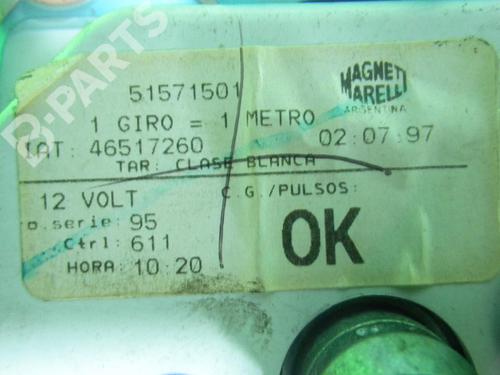 B-PARTS
51571501
MAGNETI MARELLI
ARGENTINA
1 GIRO = 1 METRO
CAT: 46517260
02:07:97
TAR: CLASE BLANCA
12 VOLT
C.G./PULSOS:
o.serie: 95
Ctrl: 611
OK
HORA: 10:20